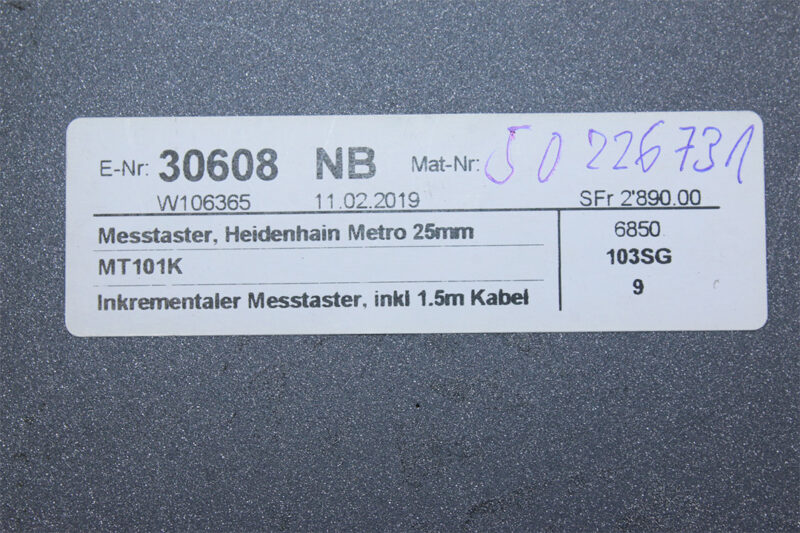 E-Nr: 30608 NB Mat-Nr: 50226731
W106365 11.02.2019 SFr 2'890.00
Messtaster, Heidenhain Metro 25mm 6850
MT101K 103SG
Inkrementaler Messtaster, inkl 1.5m Kabel 9